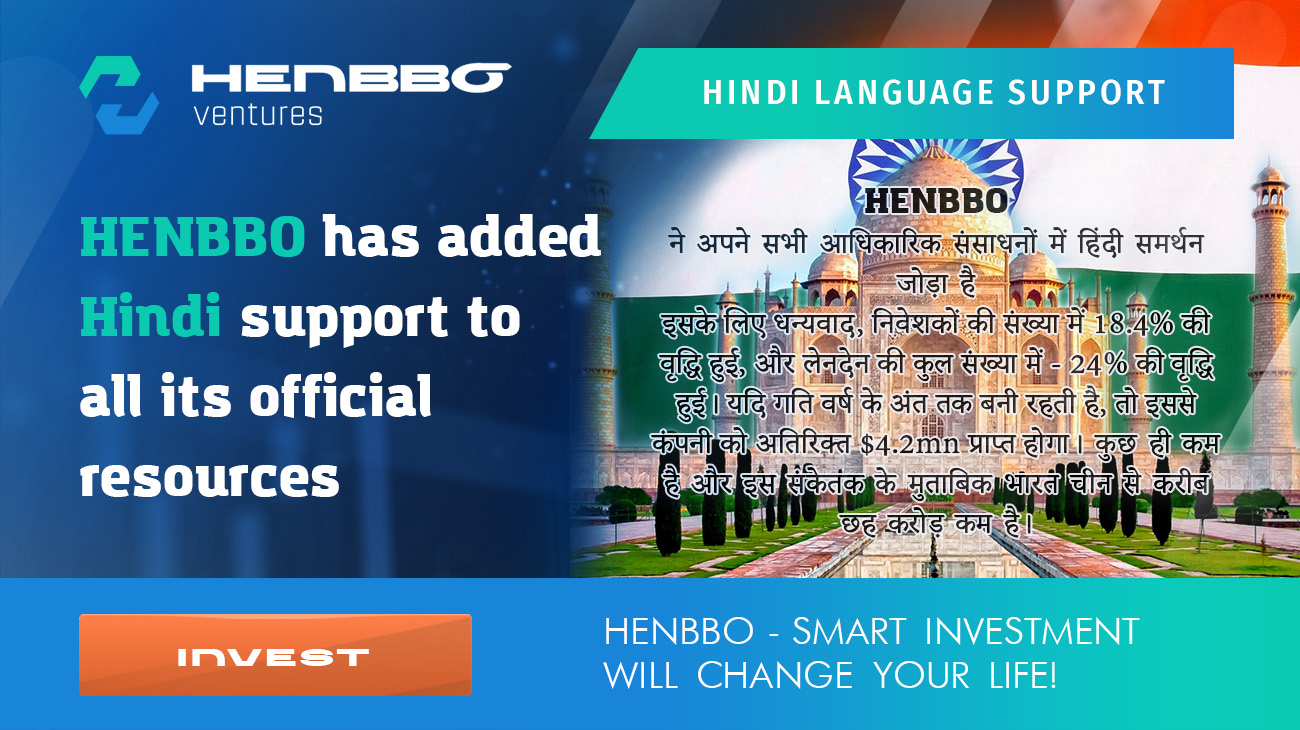 HENBBO
ventures
HINDI LANGUAGE SUPPORT
HENBBO has added
Hindi support to
all its official
resources
HENBBO
ने अपने सभी आधिकारिक संसाधनों में हिंदी समर्थन
जोड़ा है
इसके लिए धन्यवाद, निवेशकों की संख्या में 18.4% की
वृद्धि हुई, और लेनदेन की कुल संख्या में - 24% की वृद्धि
हुई। यदि गति वर्ष के अंत तक बनी रहती है, तो इससे
कंपनी को अतिरिक्त $4.2mn प्राप्त होगा। कुछ ही कम
है और इस संकेतक के मुताबिक भारत चीन से करीब
छह करोड़ कम है।
INVEST
HENBBO - SMART INVESTMENT
WILL CHANGE YOUR LIFE!